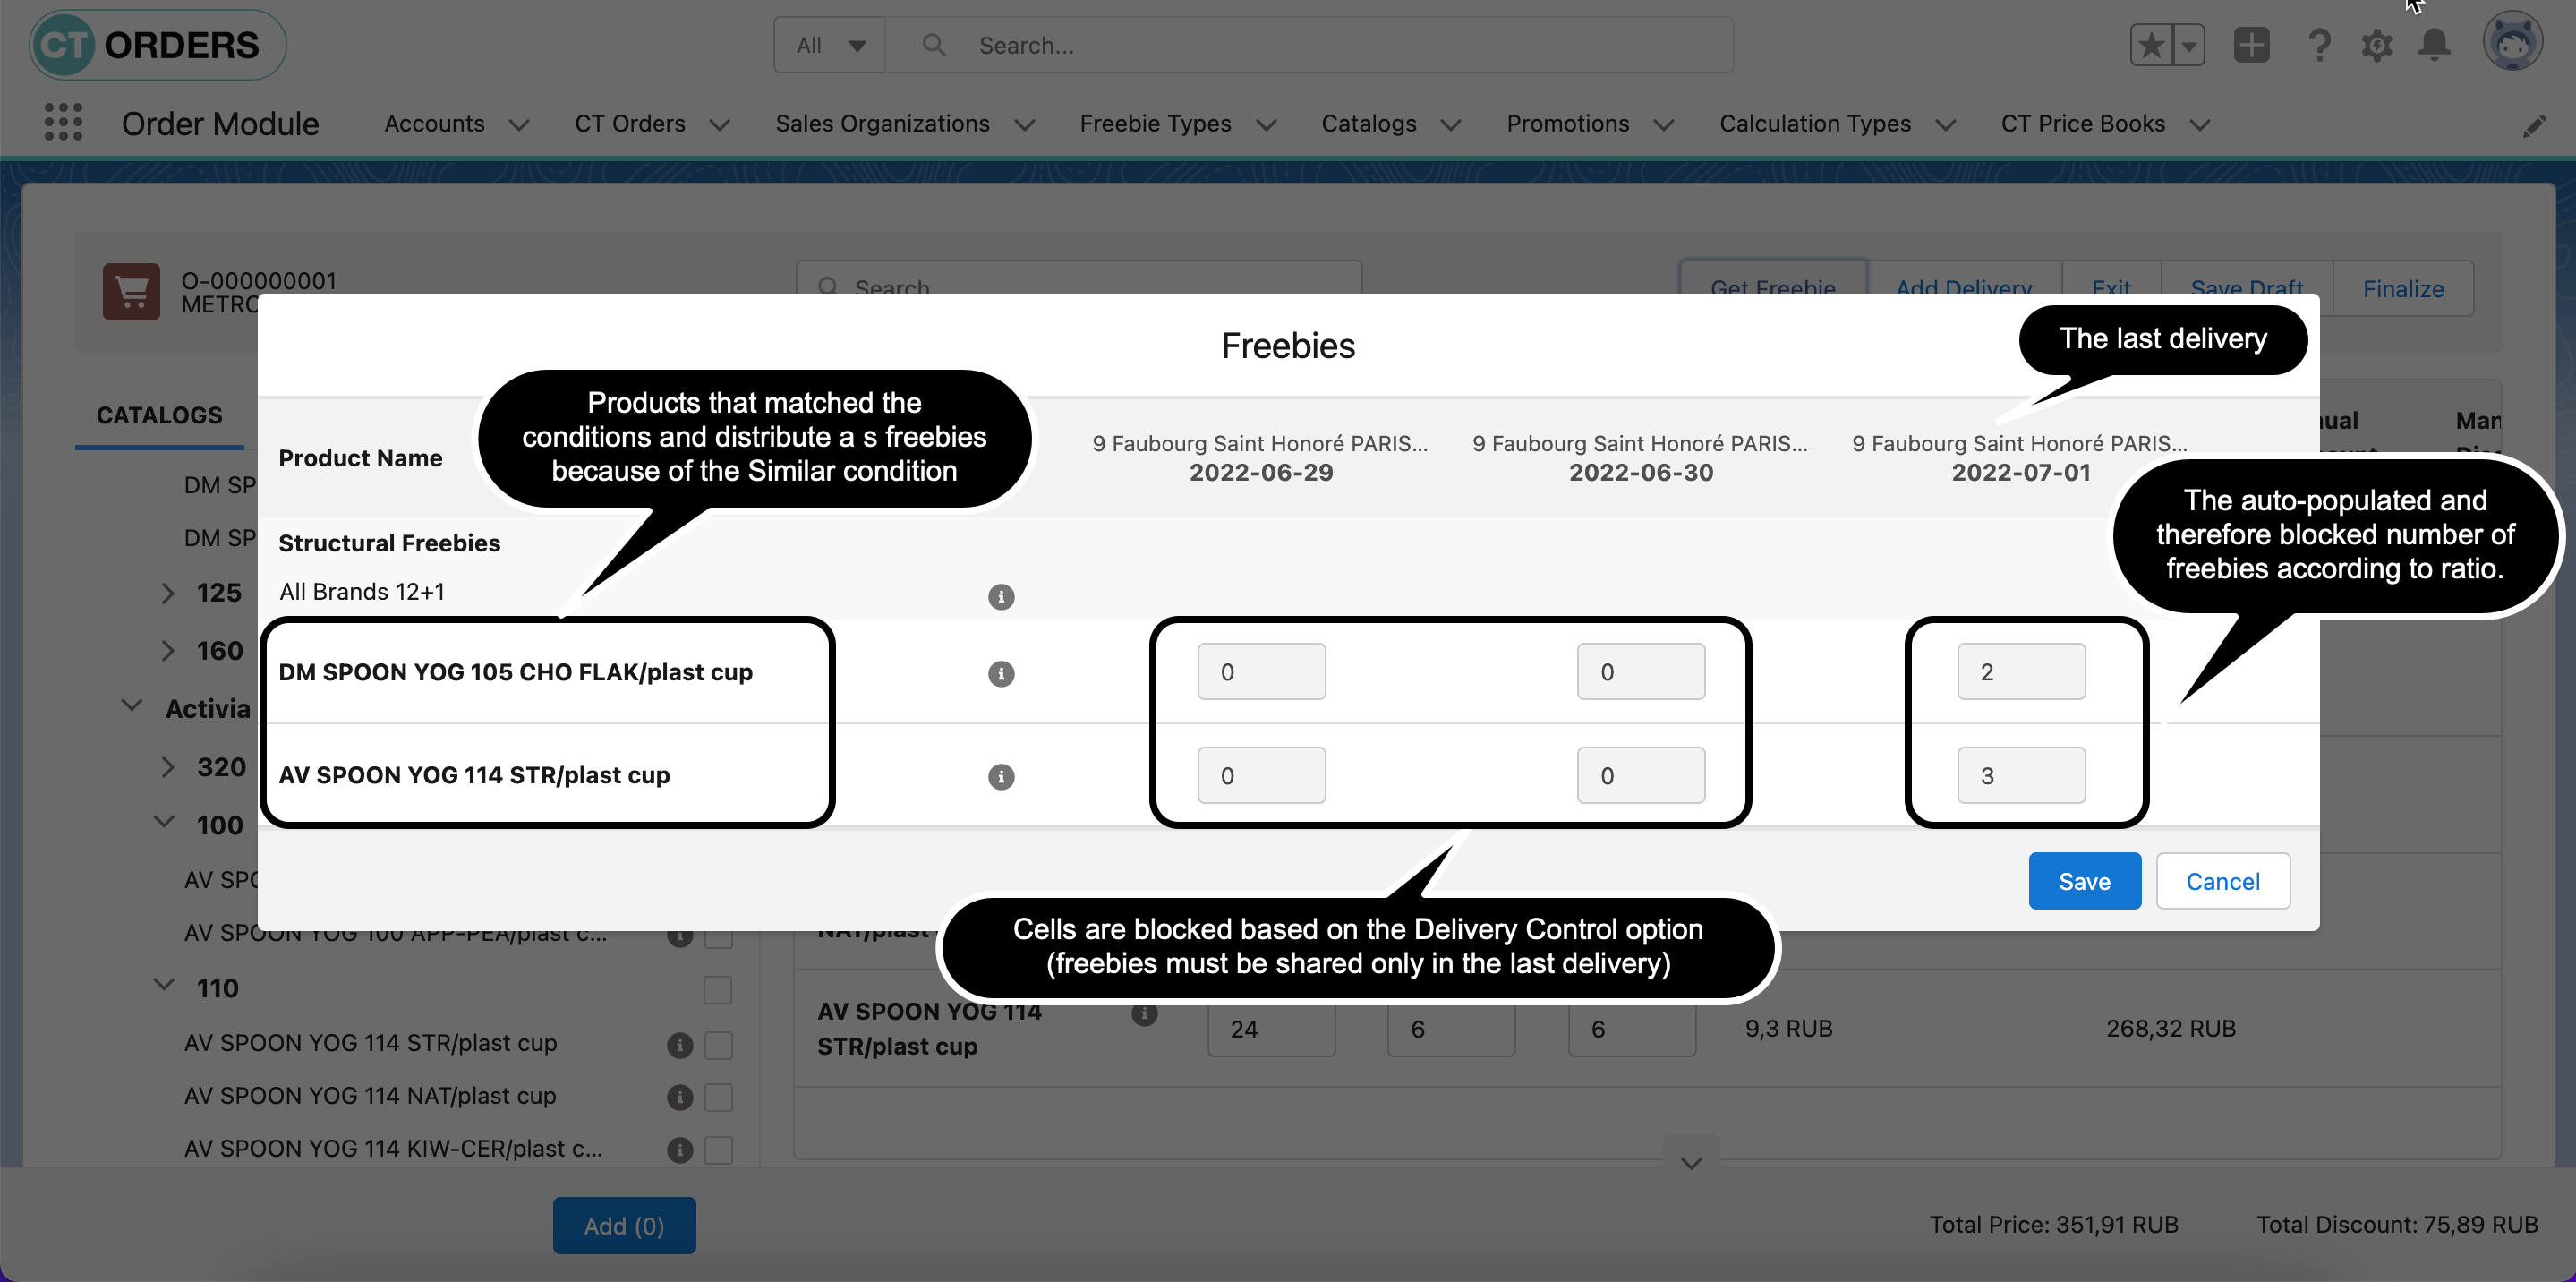 CT ORDERS
All
Search...
Order Module
Accounts
CT Orders
Sales Organizations
Freebie Types
Catalogs
Promotions
Calculation Types
CT Price Books
O-000000001
METRO
Search
Get Freebie
Add Delivery
Exit
Save Draft
Finalize
Freebies
The last delivery
CATALOGS
Products that matched the
conditions and distribute a s freebies
because of the Similar condition
Product Name
9 Faubourg Saint Honoré PARIS...
2022-06-29
9 Faubourg Saint Honoré PARIS...
2022-06-30
9 Faubourg Saint Honoré PARIS...
2022-07-01
The auto-populated and
therefore blocked number of
freebies according to ratio.
DM SP
DM SP
Structural Freebies
All Brands 12+1
125
160
DM SPOON YOG 105 CHO FLAK/plast cup
0
0
2
Activia
320
AV SPOON YOG 114 STR/plast cup
0
0
3
100
AV SPO
Save
Cancel
Cells are blocked based on the Delivery Control option
(freebies must be shared only in the last delivery)
AV SPOON YOG 100 APP-PEA/plast c...
NAT/plast
110
AV SPOON YOG 114
STR/plast cup
24
6
6
9,3 RUB
268,32 RUB
AV SPOON YOG 114 STR/plast cup
AV SPOON YOG 114 NAT/plast cup
AV SPOON YOG 114 KIW-CER/plast c...
Add (0)
Total Price: 351,91 RUB
Total Discount: 75,89 RUB